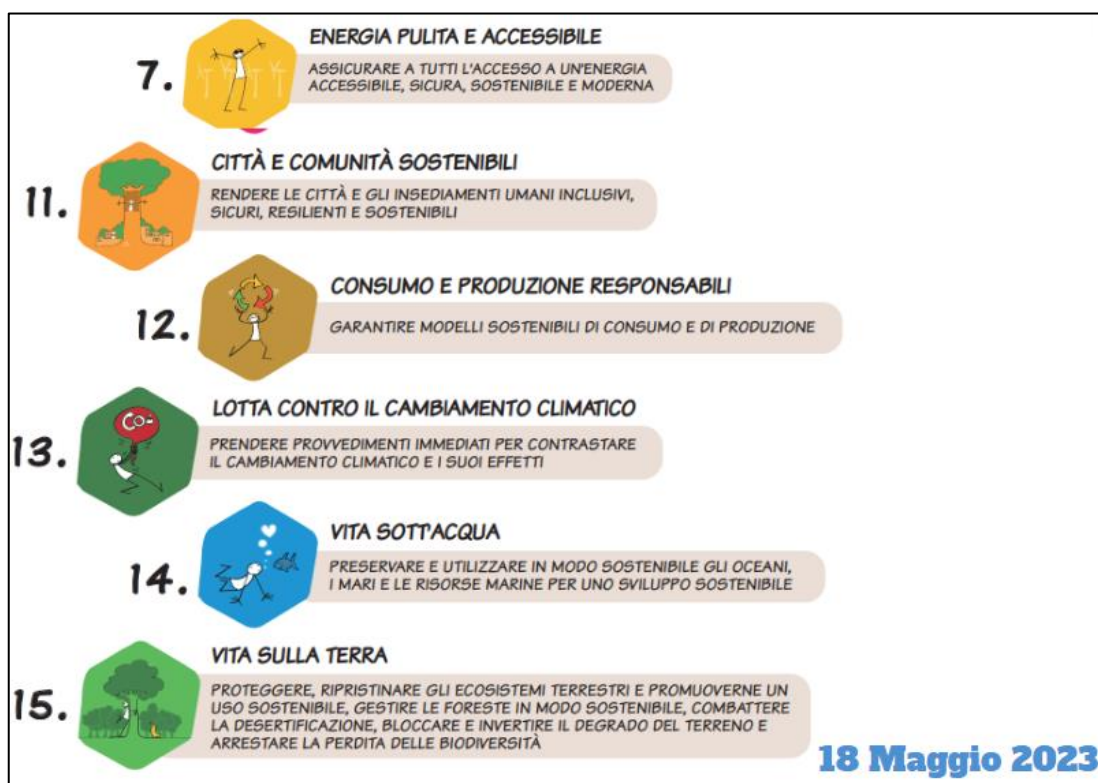 ENERGIA PULITA E ACCESSIBILE
7.
ASSICURARE A TUTTI L'ACCESSO A UN'ENERGIA
ACCESSIBILE, SICURA, SOSTENIBILE E MODERNA
CITTÀ E COMUNITÀ SOSTENIBILI
11.
RENDERE LE CITTÀ E GLI INSEDIAMENTI UMANI INCLUSIVI,
SICURI, RESILIENTI E SOSTENIBILI
CONSUMO E PRODUZIONE RESPONSABILI
12.
GARANTIRE MODELLI SOSTENIBILI DI CONSUMO E DI PRODUZIONE
LOTTA CONTRO IL CAMBIAMENTO CLIMATICO
CO₂
13.
PRENDERE PROVVEDIMENTI IMMEDIATI PER CONTRASTARE
IL CAMBIAMENTO CLIMATICO E I SUOI EFFETTI
VITA SOTT'ACQUA
14.
PRESERVARE E UTILIZZARE IN MODO SOSTENIBILE GLI OCEANI,
I MARI E LE RISORSE MARINE PER UNO SVILUPPO SOSTENIBILE
VITA SULLA TERRA
15.
PROTEGGERE, RIPRISTINARE GLI ECOSISTEMI TERRESTRI E PROMUOVERNE UN
USO SOSTENIBILE, GESTIRE LE FORESTE IN MODO SOSTENIBILE, COMBATTERE
LA DESERTIFICAZIONE, BLOCCARE E INVERTIRE IL DEGRADO DEL TERRENO E
ARRESTARE LA PERDITA DELLE BIODIVERSITÀ
18 Maggio 2023